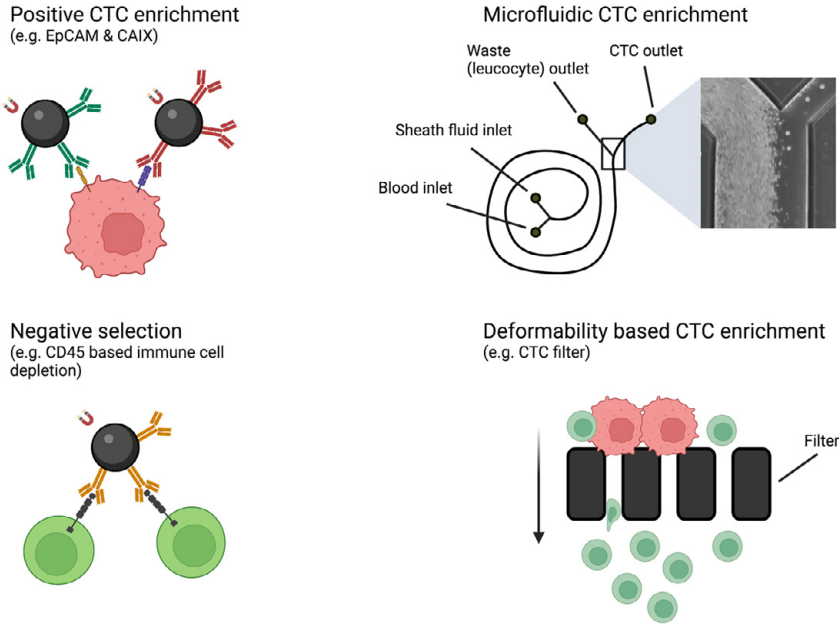 Positive CTC enrichment
(e.g. EpCAM & CAIX)
Microfluidic CTC enrichment
Waste
(leucocyte) outlet
CTC outlet
Sheath fluid inlet
Blood inlet
Negative selection
(e.g. CD45 based immune cell
depletion)
Deformability based CTC enrichment
(e.g. CTC filter)
Filter